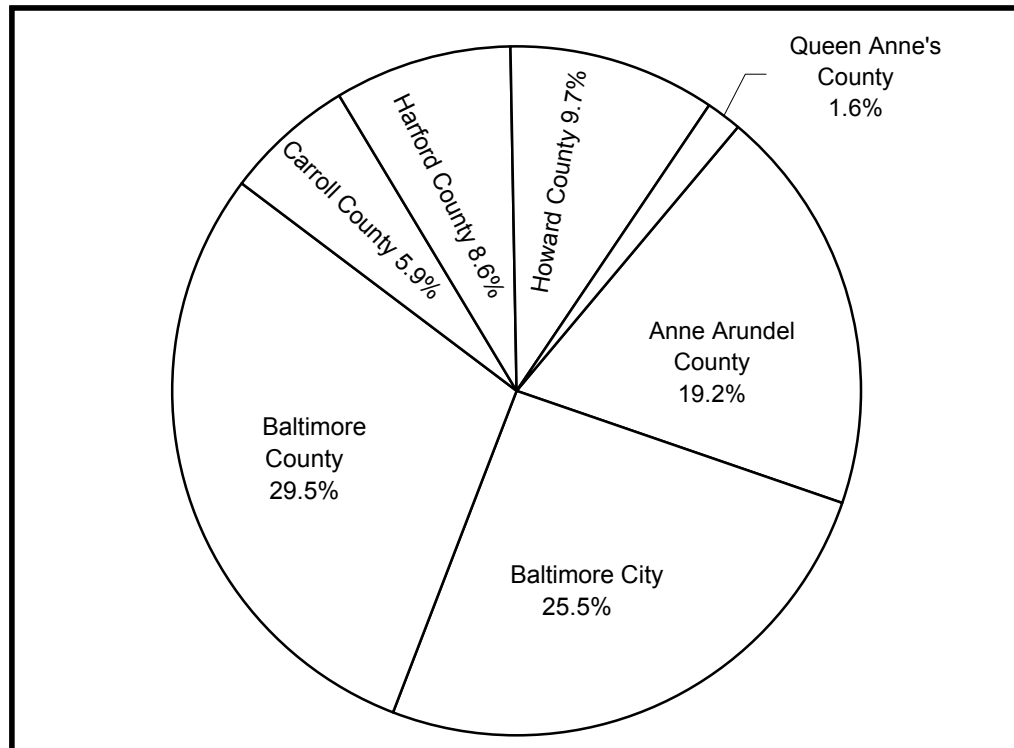 Queen Anne's
County
1.6%
Howard County 9.7%
Harford County 8.6%
Carroll County 5.9%
Anne Arundel
County
19.2%
Baltimore
County
29.5%
Baltimore City
25.5%